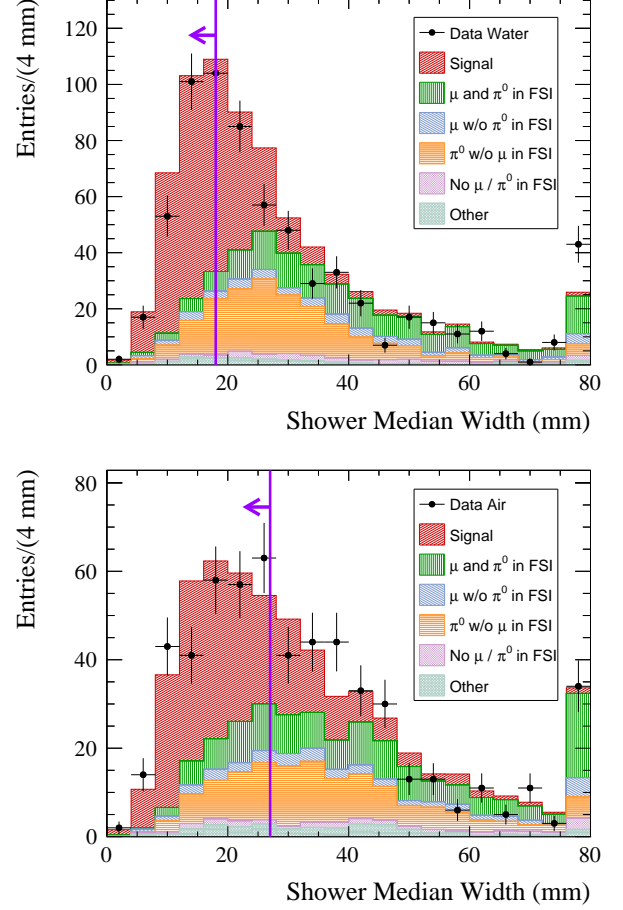 Entries/(4 mm)
120
100
80
60
40
20
0
Data Water
Signal
μ and π⁰ in FSI
μ w/o π⁰ in FSI
π⁰ w/o μ in FSI
No μ / π⁰ in FSI
Other
0 20 40 60 80
Shower Median Width (mm)
Entries/(4 mm)
80
60
40
20
0
Data Air
Signal
μ and π⁰ in FSI
μ w/o π⁰ in FSI
π⁰ w/o μ in FSI
No μ / π⁰ in FSI
Other
0 20 40 60 80
Shower Median Width (mm)